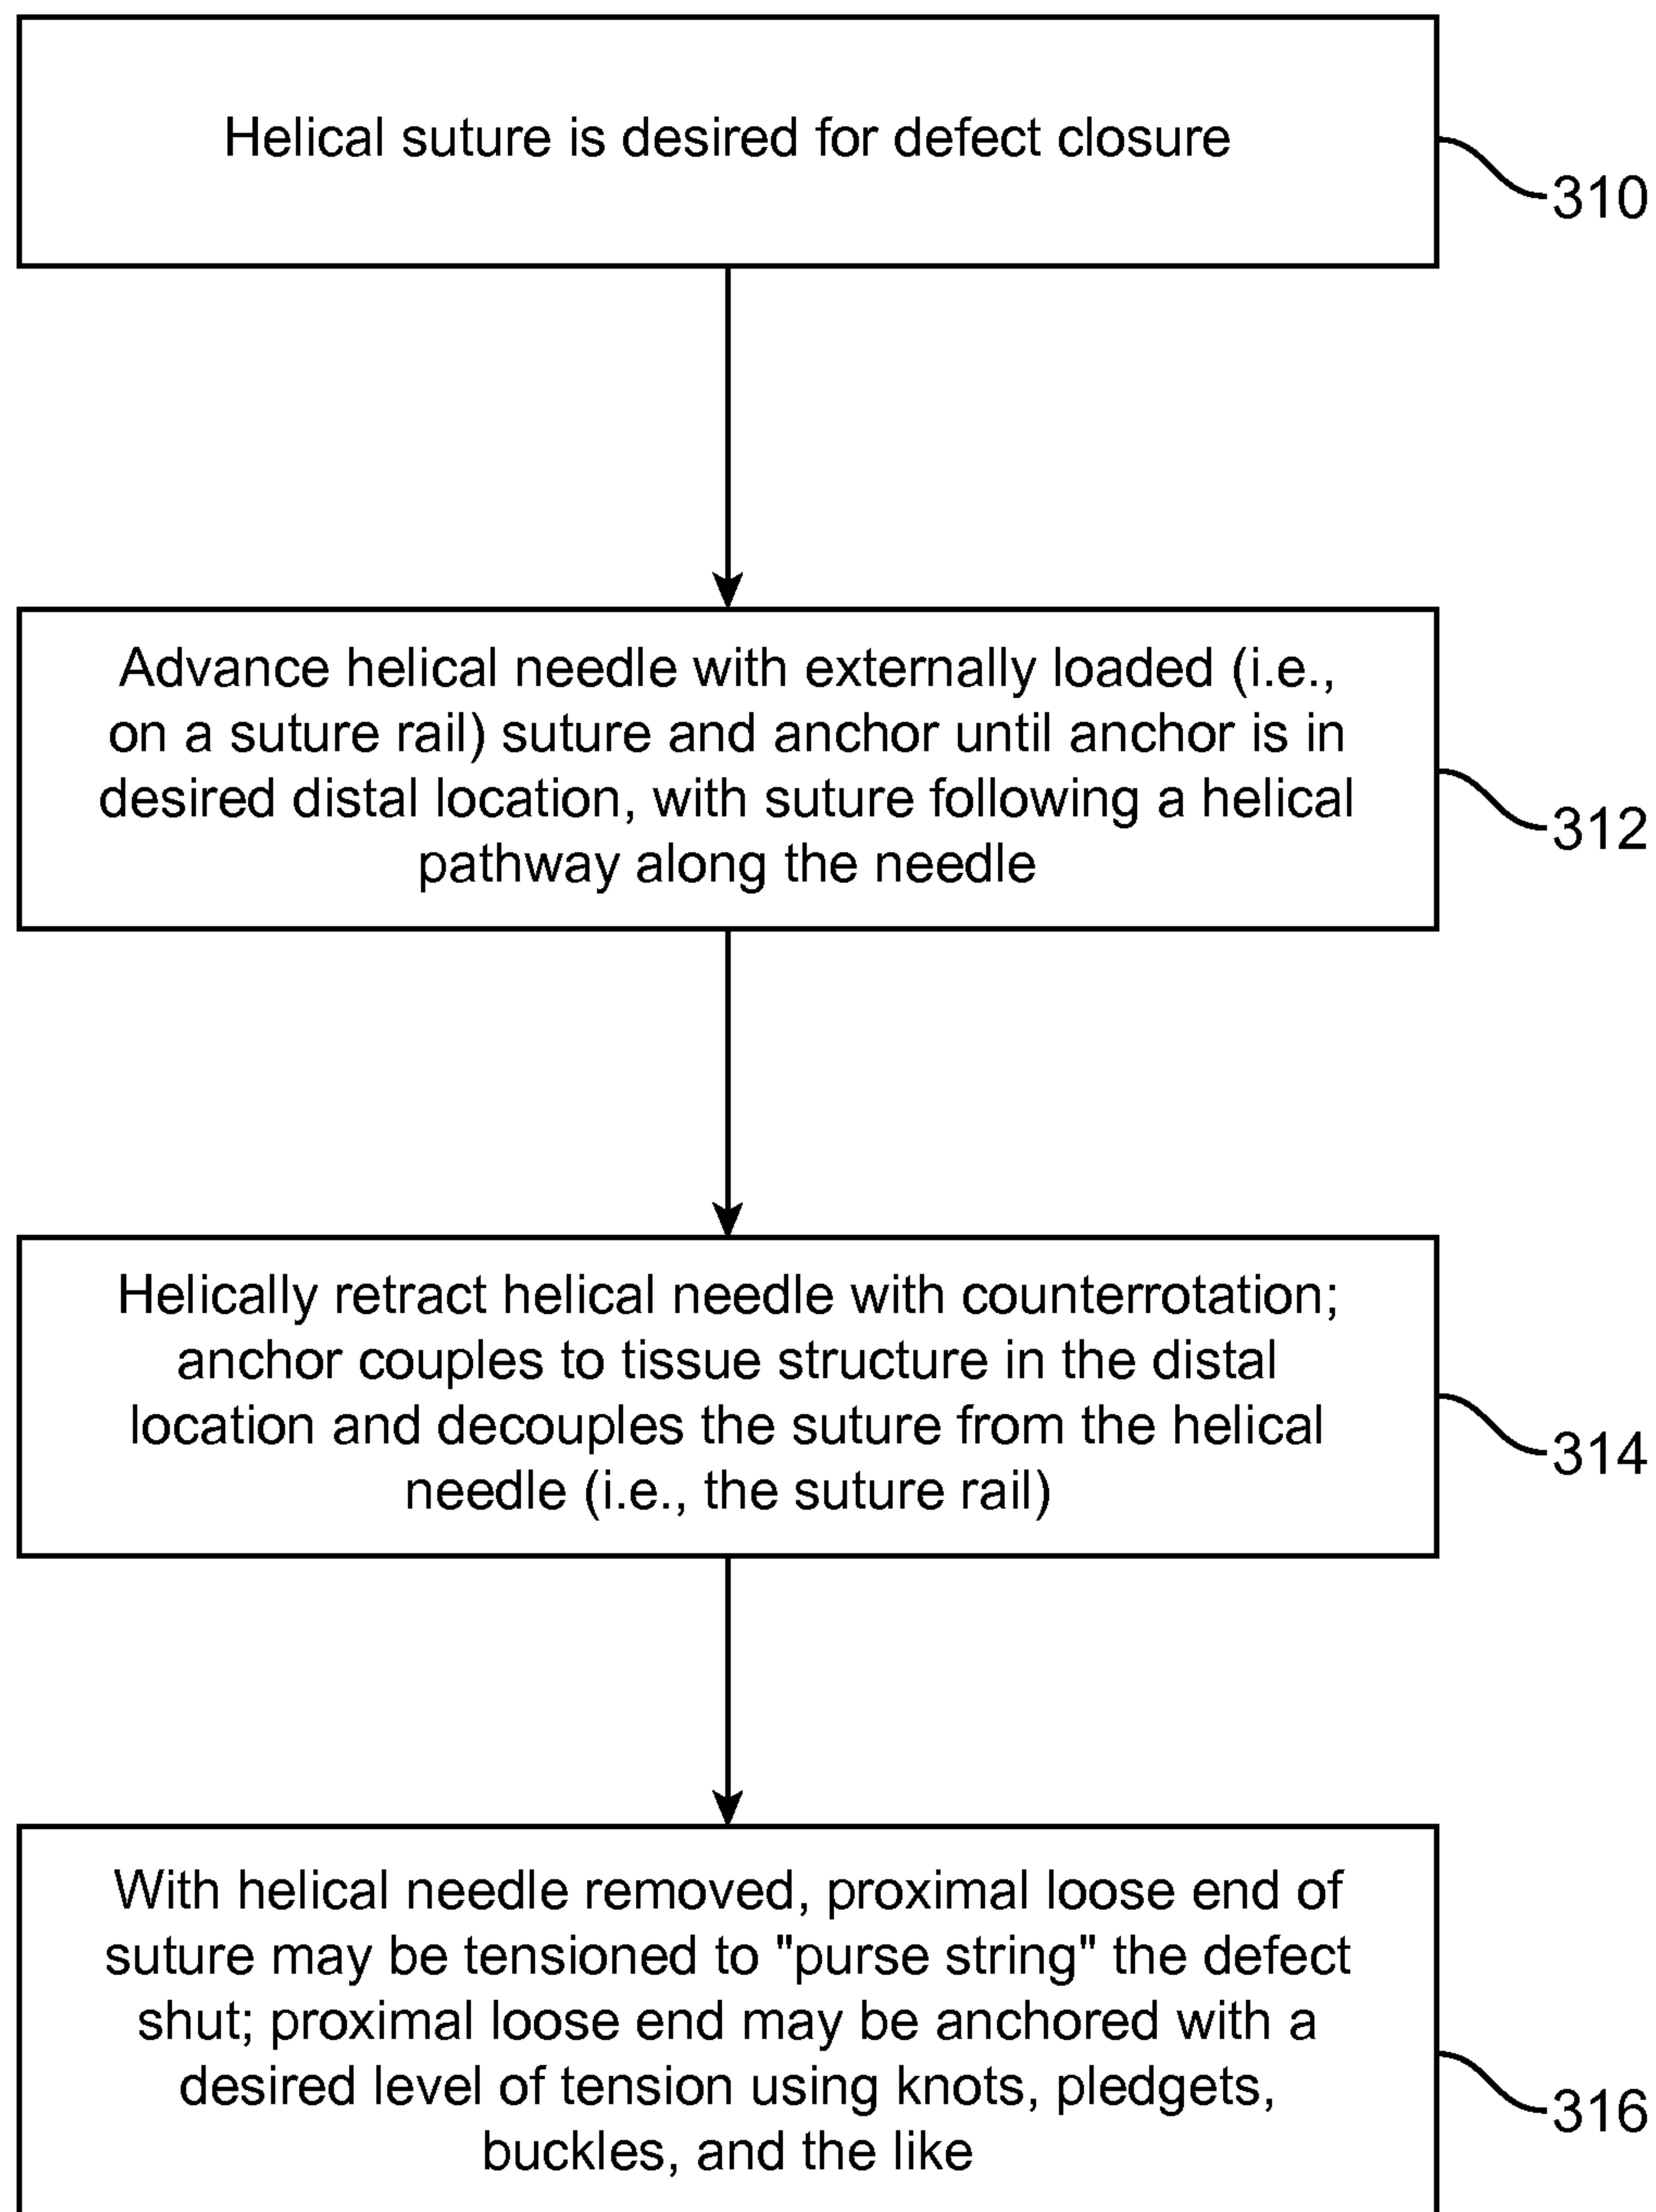 Helical suture is desired for defect closure
310
Advance helical needle with externally loaded (i.e.,
on a suture rail) suture and anchor until anchor is in
desired distal location, with suture following a helical
pathway along the needle
312
Helically retract helical needle with counterrotation;
anchor couples to tissue structure in the distal
location and decouples the suture from the helical
needle (i.e., the suture rail)
314
With helical needle removed, proximal loose end of
suture may be tensioned to "purse string" the defect
shut; proximal loose end may be anchored with a
desired level of tension using knots, pledgets,
buckles, and the like
316